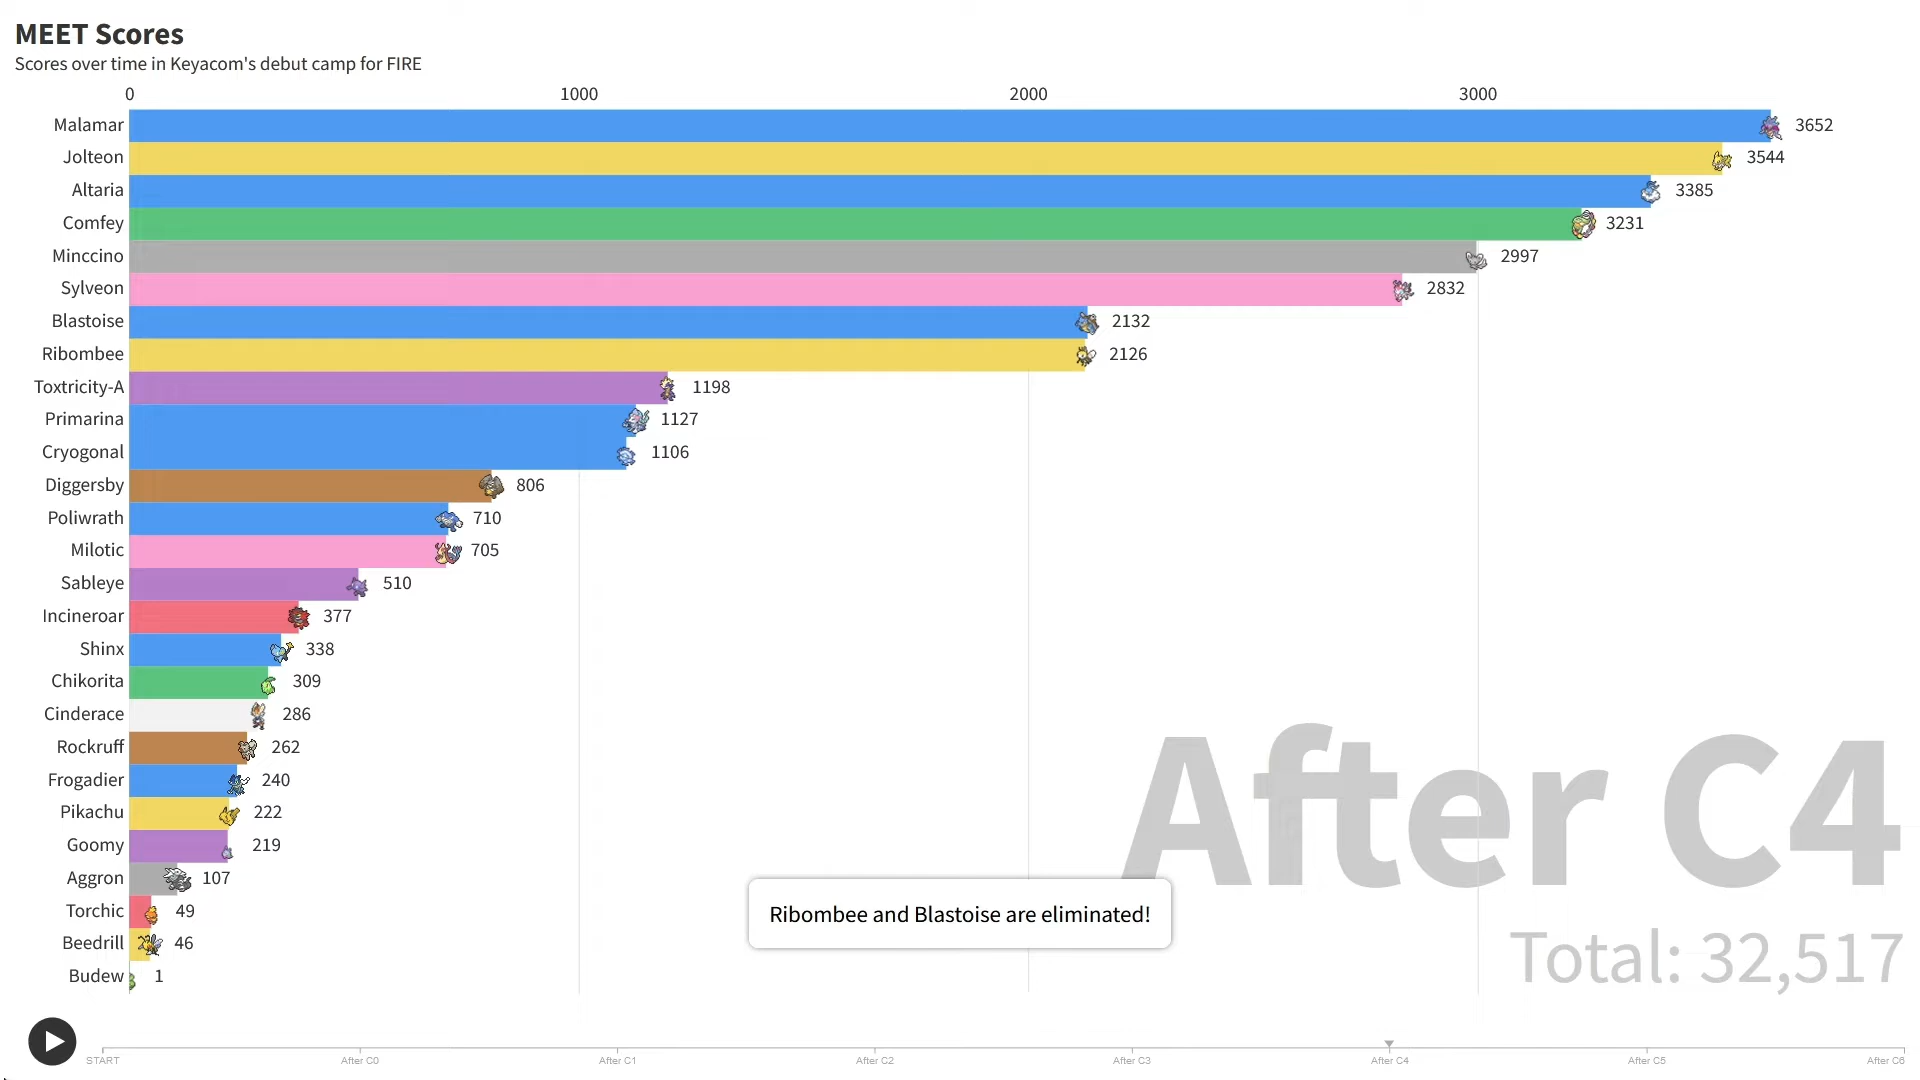 MEET Scores
Scores over time in Keyacom's debut camp for FIRE
0 1000 2000 3000
Malamar 3652
Jolteon 3544
Altaria 3385
Comfey 3231
Minccino 2997
Sylveon 2832
Blastoise 2132
Ribombee 2126
Toxtricity-A 1198
Primarina 1127
Cryogonal 1106
Diggersby 806
Poliwrath 710
Milotic 705
Sableye 510
Incineroar 377
Shinx 338
Chikorita 309
Cinderace 286
Rockruff 262
Frogadier 240
Pikachu 222
Goomy 219
Aggron 107
Torchic 49
Beedrill 46
Budew 1
After C4
Ribombee and Blastoise are eliminated!
Total: 32,517
START After C0 After C1 After C2 After C3 After C4 After C5 After C6